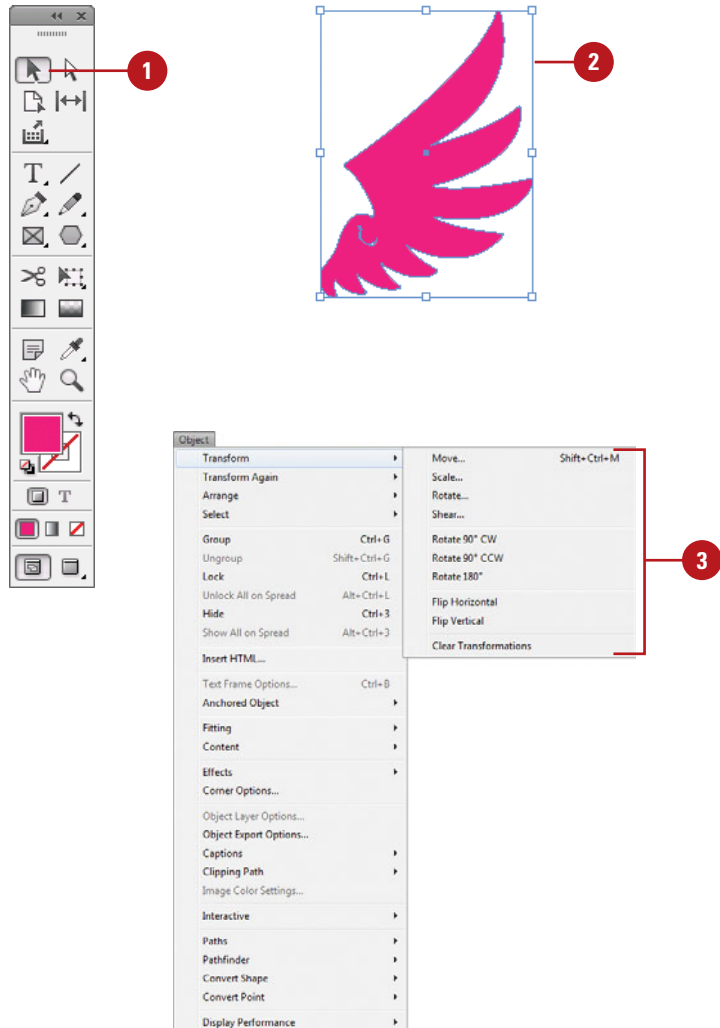 1
2
T
T
Object
Transform
Transform Again
Arrange
Select
Group Ctrl+G
Ungroup Shift+Ctrl+G
Lock Ctrl+L
Unlock All on Spread Alt+Ctrl+L
Hide Ctrl+3
Show All on Spread Alt+Ctrl+3
Insert HTML...
Text Frame Options... Ctrl+B
Anchored Object
Fitting
Content
Effects
Corner Options...
Object Layer Options...
Object Export Options...
Captions
Clipping Path
Image Color Settings...
Interactive
Paths
Pathfinder
Convert Shape
Convert Point
Display Performance
Move... Shift+Ctrl+M
Scale...
Rotate...
Shear...
Rotate 90° CW
Rotate 90° CCW
Rotate 180°
Flip Horizontal
Flip Vertical
Clear Transformations
3